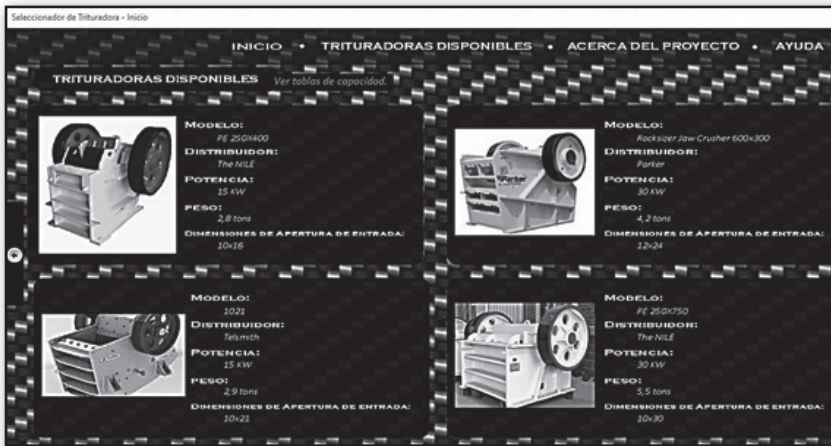 Seleccionador de Trituradora - Inicio
INICIO • TRITURADORAS DISPONIBLES • ACERCA DEL PROYECTO • AYUDA
TRITURADORAS DISPONIBLES Ver tablas de capacidad.
MODELO:
PE 250X400
DISTRIBUIDOR:
The NILE
POTENCIA:
15 KW
PESO:
2,8 tons
DIMENSIONES DE APERTURA DE ENTRADA:
10x16
Parker
MODELO:
Rocksizer Jaw Crusher 600x300
DISTRIBUIDOR:
Parker
POTENCIA:
30 KW
PESO:
4,2 tons
DIMENSIONES DE APERTURA DE ENTRADA:
12x24
MODELO:
1021
DISTRIBUIDOR:
Telsmith
POTENCIA:
15 KW
PESO:
2,9 tons
DIMENSIONES DE APERTURA DE ENTRADA:
10x21
MODELO:
PE 250X750
DISTRIBUIDOR:
The NILE
POTENCIA:
30 KW
PESO:
5,5 tons
DIMENSIONES DE APERTURA DE ENTRADA:
10x30